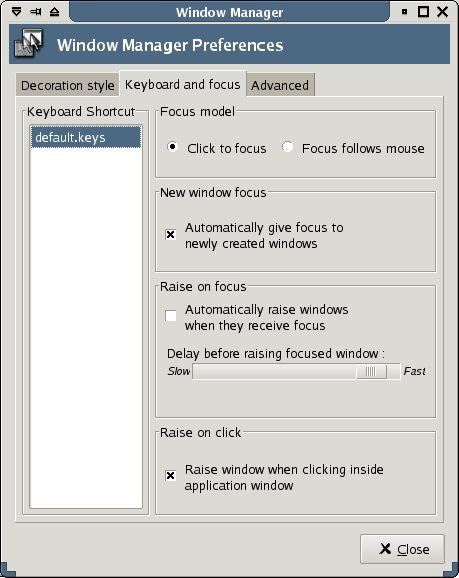 Window Manager
Window Manager Preferences
Decoration style
Keyboard and focus
Advanced
Keyboard Shortcut
default.keys
Focus model
Click to focus
Focus follows mouse
New window focus
Automatically give focus to
newly created windows
Raise on focus
Automatically raise windows
when they receive focus
Delay before raising focused window :
Slow
Fast
Raise on click
Raise window when clicking inside
application window
Close